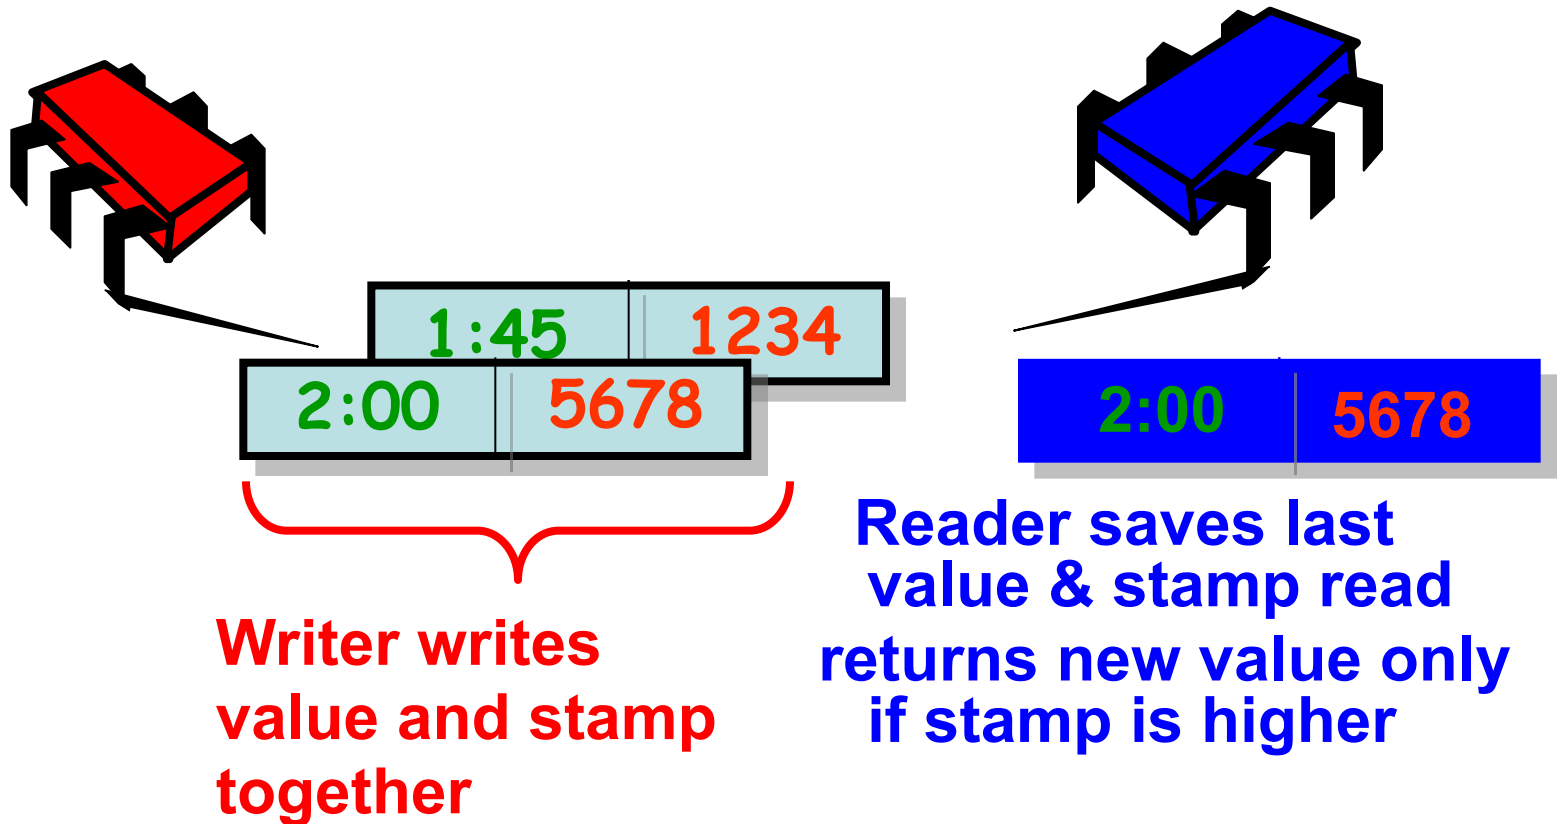 1:45 1234
2:00 5678
2:00 5678
Writer writes
value and stamp
together
Reader saves last
value & stamp read
returns new value only
if stamp is higher